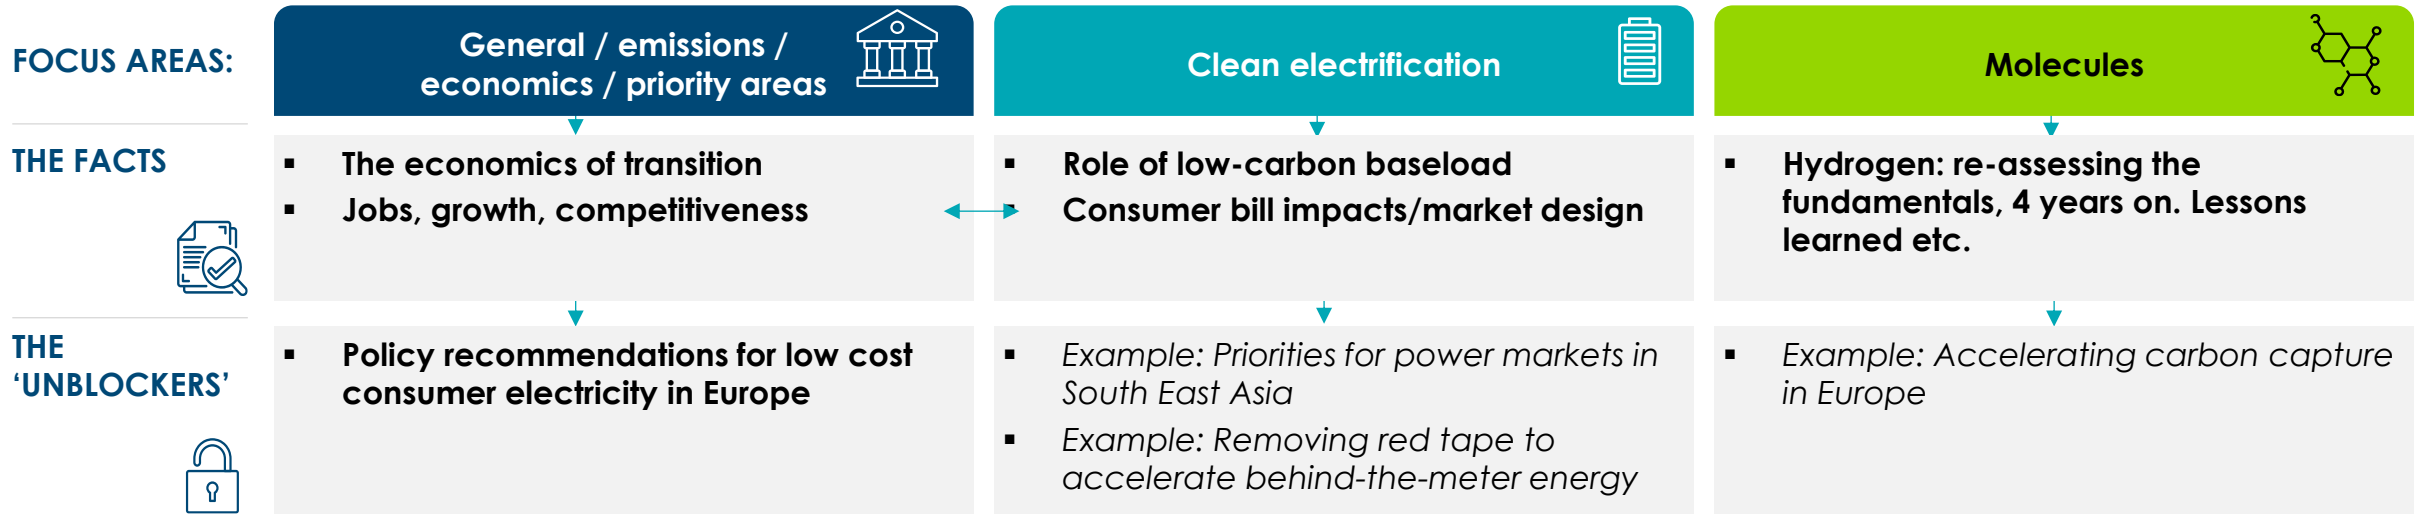 FOCUS AREAS:
General / emissions /
economics / priority areas
Clean electrification
Molecules
THE FACTS
▪ The economics of transition
▪ Jobs, growth, competitiveness
▪ Role of low-carbon baseload
▪ Consumer bill impacts/market design
▪ Hydrogen: re-assessing the
fundamentals, 4 years on. Lessons
learned etc.
THE
‘UNBLOCKERS’
▪ Policy recommendations for low cost
consumer electricity in Europe
▪ Example: Priorities for power markets in
South East Asia
▪ Example: Removing red tape to
accelerate behind-the-meter energy
▪ Example: Accelerating carbon capture
in Europe